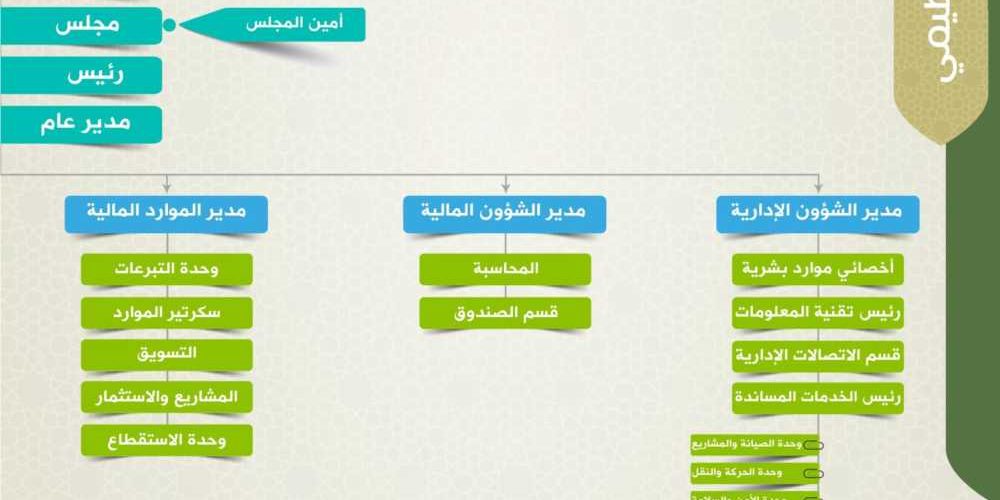 أمين المجلس
مجلس
رئيس
مدير عام
مدير الشؤون الإدارية
أخصائي موارد بشرية
رئيس تقنية المعلومات
قسم الاتصالات الإدارية
رئيس الخدمات المساندة
وحدة الصيانة والمشاريع
وحدة الحركة والنقل
مدير الشؤون المالية
المحاسبة
قسم الصندوق
مدير الموارد المالية
وحدة التبرعات
سكرتير الموارد
التسويق
المشاريع والاستثمار
وحدة الاستقطاع